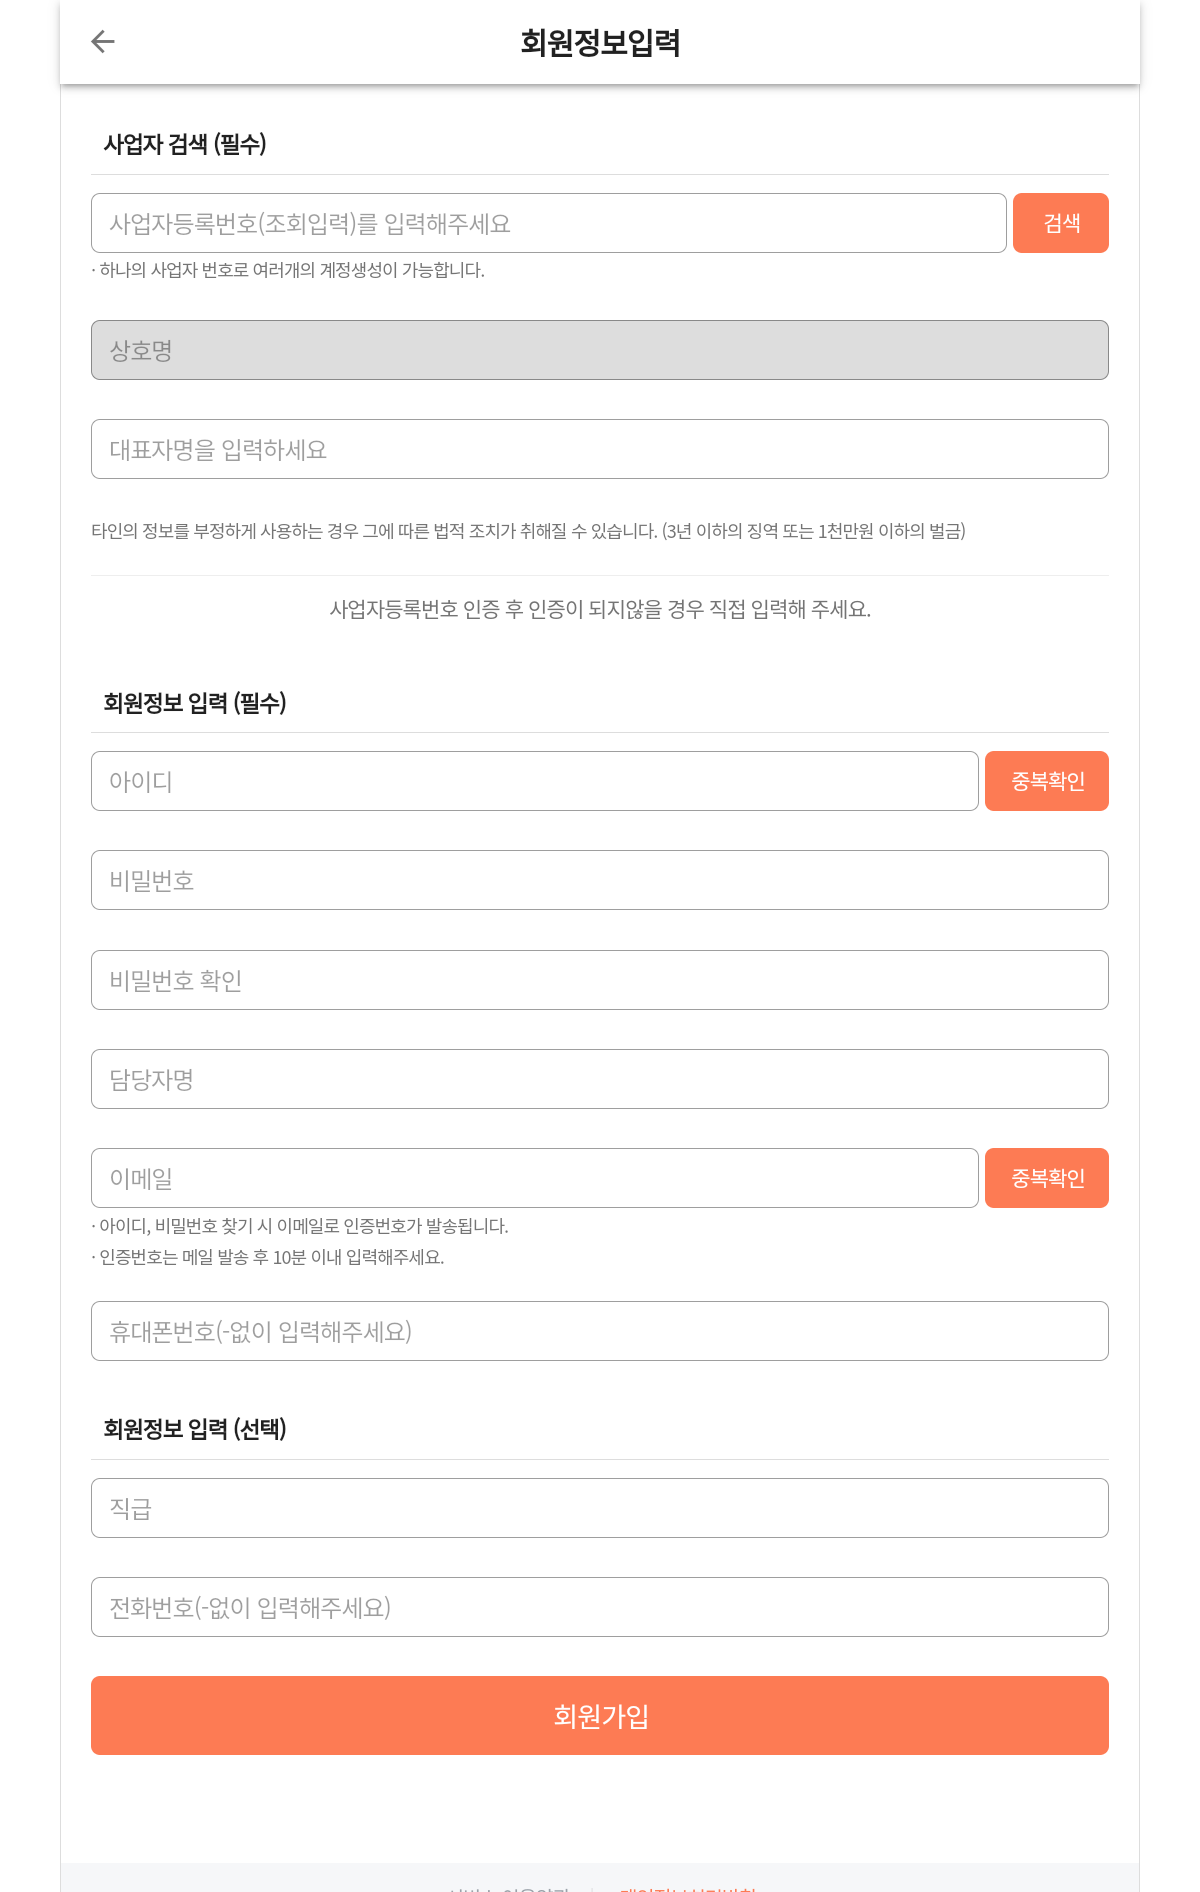 회원정보입력
사업자 검색 (필수)
사업자등록번호(조회입력)를 입력해주세요
검색
· 하나의 사업자 번호로 여러개의 계정생성이 가능합니다.
상호명
대표자명을 입력하세요
타인의 정보를 부정하게 사용하는 경우 그에 따른 법적 조치가 취해질 수 있습니다. (3년 이하의 징역 또는 1천만원 이하의 벌금)
사업자등록번호 인증 후 인증이 되지않을 경우 직접 입력해 주세요.
회원정보 입력 (필수)
아이디
중복확인
비밀번호
비밀번호 확인
담당자명
이메일
중복확인
· 아이디, 비밀번호 찾기 시 이메일로 인증번호가 발송됩니다.
· 인증번호는 메일 발송 후 10분 이내 입력해주세요.
휴대폰번호(-없이 입력해주세요)
회원정보 입력 (선택)
직급
전화번호(-없이 입력해주세요)
회원가입